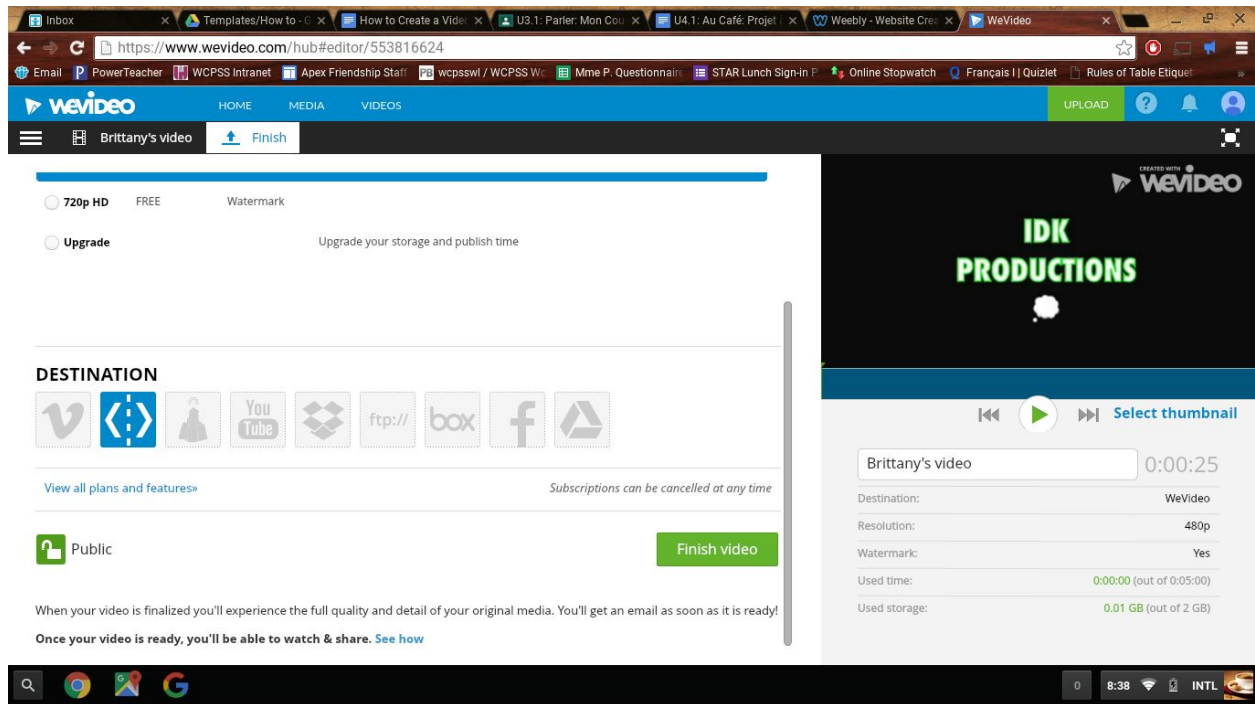 Inbox
Templates/How to - G
How to Create a Video
U3.1: Parler: Mon Cou
U4.1: Au Café: Projet
Weebly - Website Crea
WeVideo
https://www.wevideo.com/hub#editor/553816624
Email
PowerTeacher
WCPSS Intranet
Apex Friendship Staff
PB wcpsswl / WCPSS Wo
Mme P. Questionnaire
STAR Lunch Sign-in P
Online Stopwatch
Français I | Quizlet
Rules of Table Etiquet
WeVideo
HOME
MEDIA
VIDEOS
UPLOAD
?
Brittany's video
Finish
720p HD FREE Watermark
Upgrade Upgrade your storage and publish time
DESTINATION
You
Tube
ftp://
box
View all plans and features»
Subscriptions can be cancelled at any time
Public
Finish video
When your video is finalized you'll experience the full quality and detail of your original media. You'll get an email as soon as it is ready!
Once your video is ready, you'll be able to watch & share. See how
CREATED WITH
WeVideo
IDK
PRODUCTIONS
Select thumbnail
Brittany's video 0:00:25
Destination: WeVideo
Resolution: 480p
Watermark: Yes
Used time: 0:00:00 (out of 0:05:00)
Used storage: 0.01 GB (out of 2 GB)
0 8:38 INTL